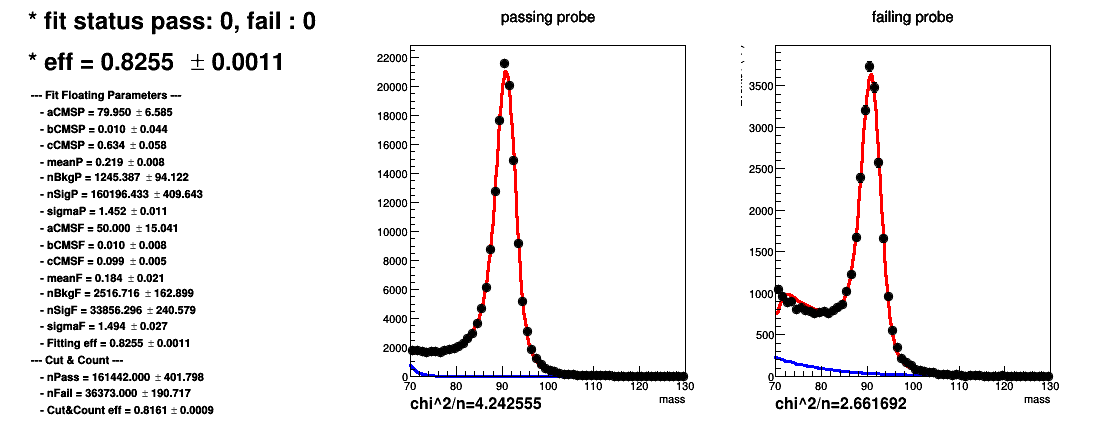 * fit status pass: 0, fail : 0
* eff = 0.8255 ± 0.0011
--- Fit Floating Parameters ---
- aCMSP = 79.950 ± 6.585
- bCMSP = 0.010 ± 0.044
- cCMSP = 0.634 ± 0.058
- meanP = 0.219 ± 0.008
- nBkgP = 1245.387 ± 94.122
- nSigP = 160196.433 ± 409.643
- sigmaP = 1.452 ± 0.011
- aCMSF = 50.000 ± 15.041
- bCMSF = 0.010 ± 0.008
- cCMSF = 0.099 ± 0.005
- meanF = 0.184 ± 0.021
- nBkgF = 2516.716 ± 162.899
- nSigF = 33856.296 ± 240.579
- sigmaF = 1.494 ± 0.027
- Fitting eff = 0.8255 ± 0.0011
--- Cut & Count ---
- nPass = 161442.000 ± 401.798
- nFail = 36373.000 ± 190.717
- Cut&Count eff = 0.8161 ± 0.0009
passing probe
22000
20000
18000
16000
14000
12000
10000
8000
6000
4000
2000
0
70 80 90 100 110 120 130
mass
chi^2/n=4.242555
failing probe
3500
3000
2500
2000
1500
1000
500
0
70 80 90 100 110 120 130
mass
chi^2/n=2.661692